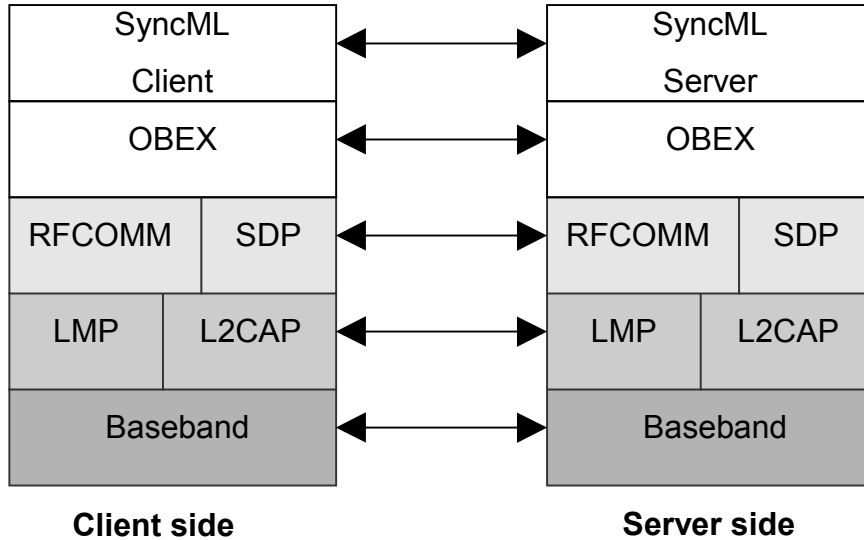 SyncML
Client
SyncML
Server
OBEX
OBEX
RFCOMM SDP
RFCOMM SDP
LMP L2CAP
LMP L2CAP
Baseband
Baseband
Client side
Server side